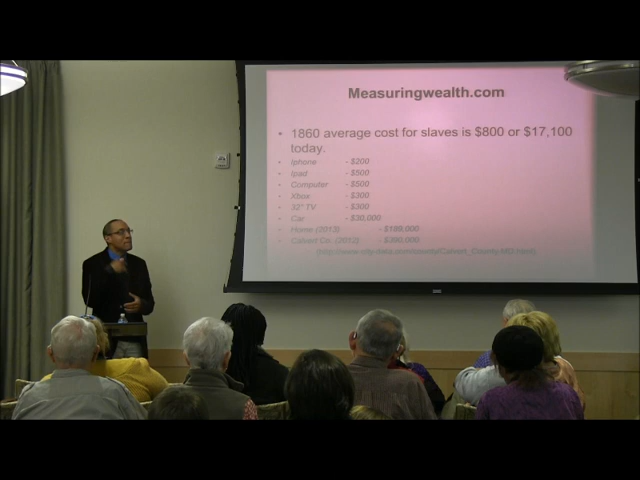 Measuringwealth.com
• 1860 average cost for slaves is $800 or $17,100
today.
- Iphone - $200
- Ipad - $500
- Computer - $500
- Xbox - $300
- 32" TV - $300
- Car - $30,000
- Home (2013) - $189,000
- Calvert Co. (2012) - $390,000